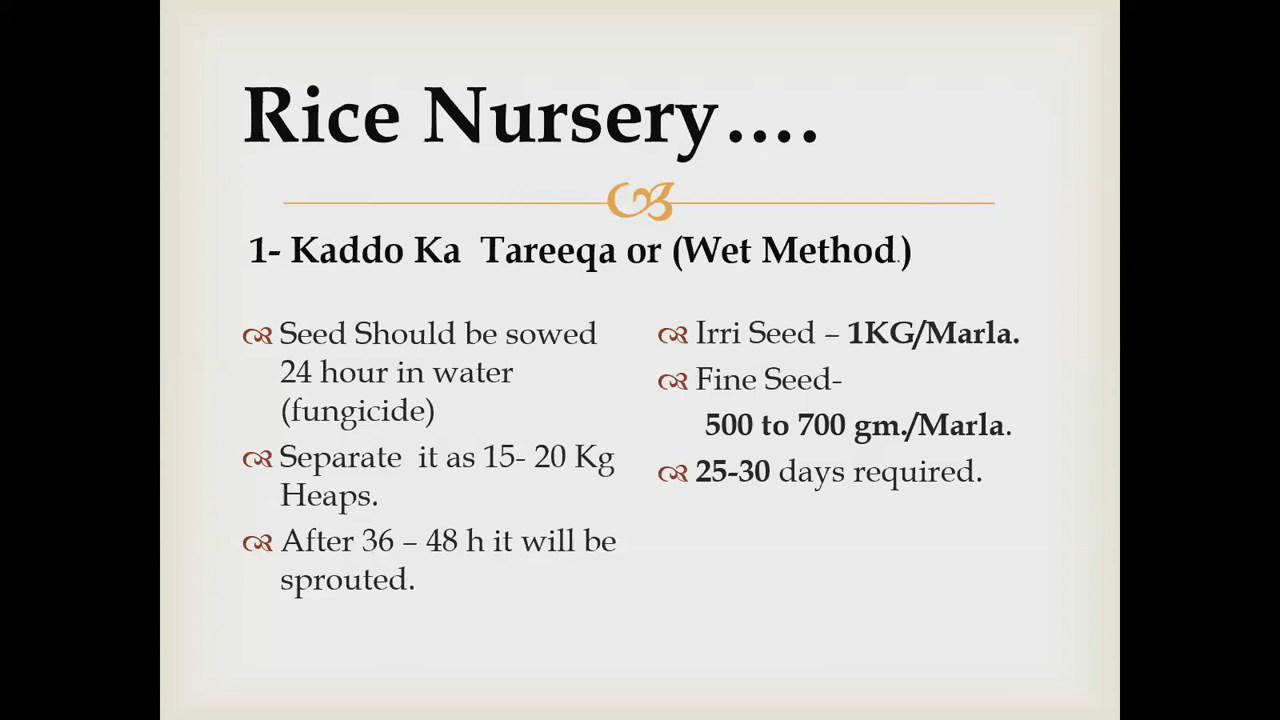 Rice Nursery....
1- Kaddo Ka Tareeqa or (Wet Method.)
Seed Should be sowed
24 hour in water
(fungicide)
Separate it as 15- 20 Kg
Heaps.
After 36 – 48 h it will be
sprouted.
Irri Seed – 1KG/Marla.
Fine Seed-
500 to 700 gm./Marla.
25-30 days required.